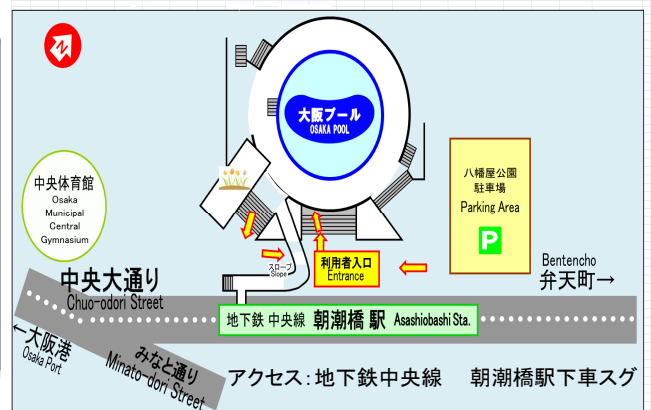 N
大阪プール
OSAKA POOL
中央体育館
Osaka
Municipal
Central
Gymnasium
八幡屋公園
駐車場
Parking Area
P
スロープ
Slope
利用者入口
Entrance
中央大通り
Chuo-odori Street
Bentencho
弁天町→
地下鉄 中央線 朝潮橋 駅 Asashiobashi Sta.
←大阪港
Osaka Port
みなと通り
Minato-dori Street
アクセス:地下鉄中央線 朝潮橋駅下車スグ